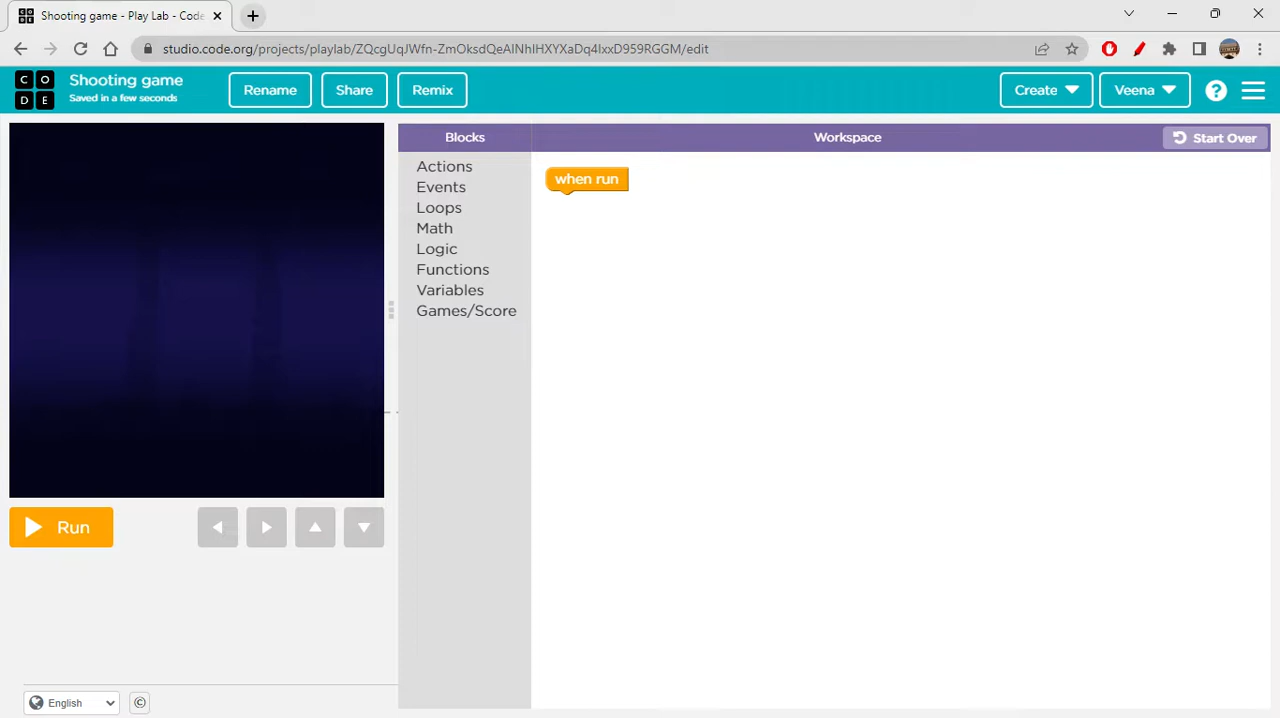 Shooting game - Play Lab - Code
studio.code.org/projects/playlab/ZQcgUqJWfn-ZmOksdQeAlNhIHXYXaDq4IxxD959RGGM/edit
CODE
Shooting game
Saved in a few seconds
Rename
Share
Remix
Create
Veena
?
Blocks
Workspace
Start Over
Actions
Events
Loops
Math
Logic
Functions
Variables
Games/Score
when run
Run
English
©